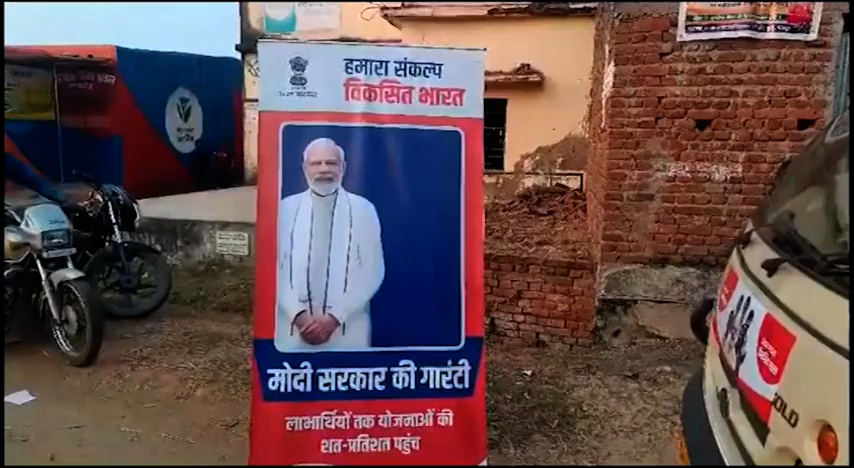 हमारा संकल्प
विकसित भारत
मोदी सरकार की गारंटी
लाभार्थियों तक योजनाओं की
शत-प्रतिशत पहुंच